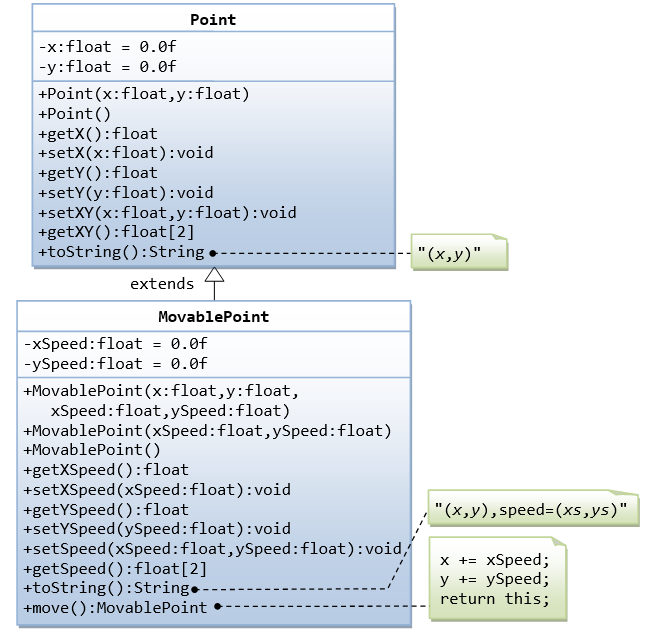 Point
-x:float = 0.0f
-y:float = 0.0f
+Point(x:float,y:float)
+Point()
+getX():float
+setX(x:float):void
+getY():float
+setY(y:float):void
+setXY(x:float,y:float):void
+getXY():float[2]
+toString():String
"(x,y)"
extends
MovablePoint
-xSpeed:float = 0.0f
-ySpeed:float = 0.0f
+MovablePoint(x:float,y:float,
xSpeed:float,ySpeed:float)
+MovablePoint(xSpeed:float,ySpeed:float)
+MovablePoint()
+getXSpeed():float
+setXSpeed(xSpeed:float):void
+getYSpeed():float
+setYSpeed(ySpeed:float):void
+setSpeed(xSpeed:float,ySpeed:float):void
+getSpeed():float[2]
+toString():String
+move():MovablePoint
"(x,y),speed=(xs,ys)"
x += xSpeed;
y += ySpeed;
return this;